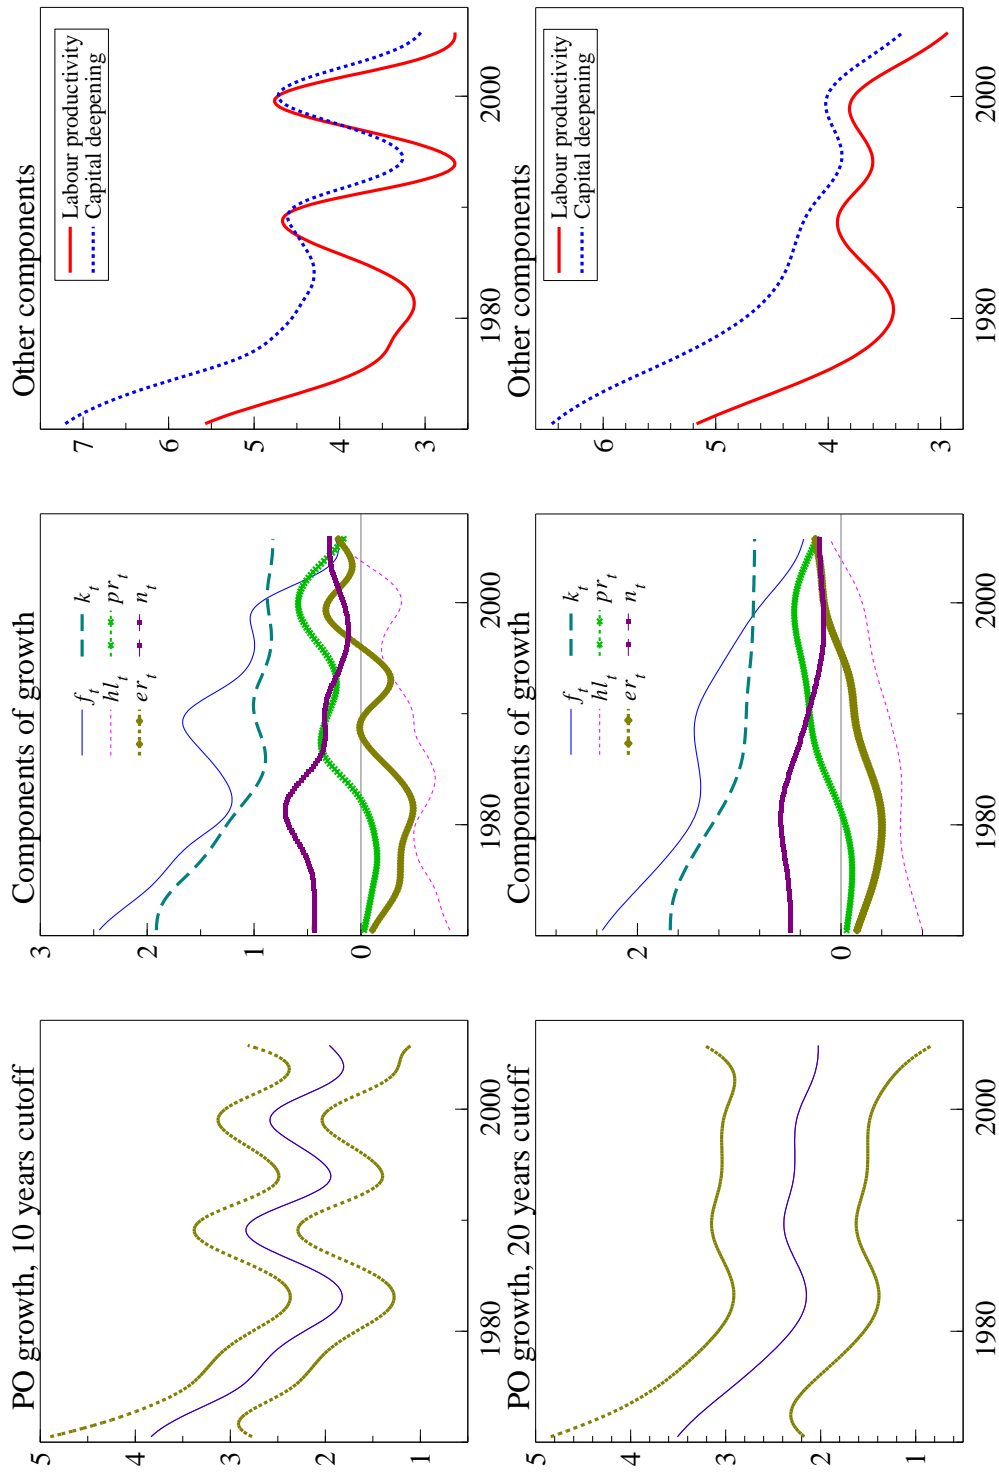 PO growth, 10 years cutoff
5
4
3
2
1
1980 2000
Components of growth
3
2
1
0
f_t k_t
hl_t pr_t
er_t n_t
1980 2000
Other components
7
6
5
4
3
Labour productivity
Capital deepening
1980 2000
PO growth, 20 years cutoff
5
4
3
2
1
1980 2000
Components of growth
2
0
f_t k_t
hl_t pr_t
er_t n_t
1980 2000
Other components
6
5
4
3
Labour productivity
Capital deepening
1980 2000